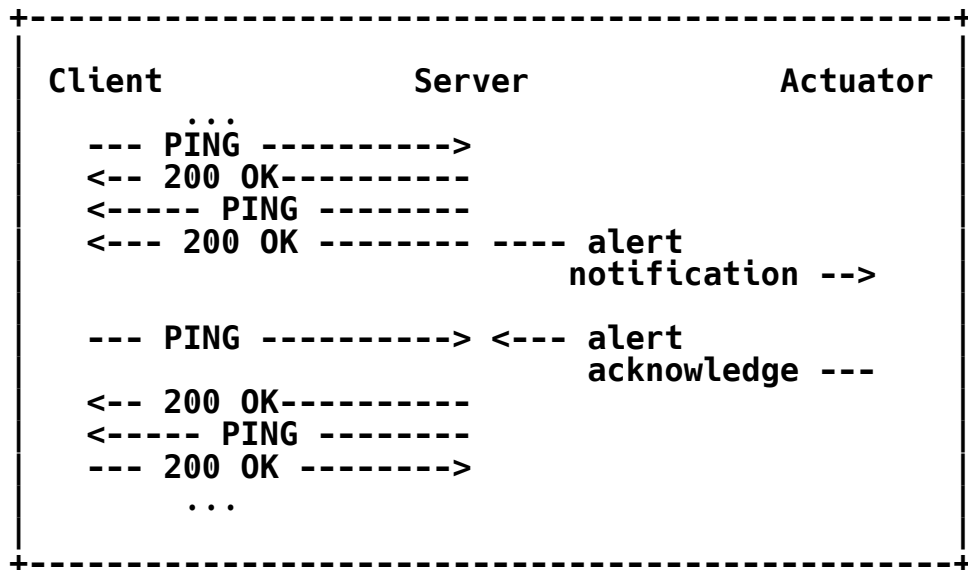 +-------------------------------------------------+
Client Server Actuator
...
--- PING ---------->
<-- 200 OK----------
<----- PING --------
<--- 200 OK -------- ---- alert
notification -->
--- PING ----------> <--- alert
acknowledge ---
<-- 200 OK----------
<----- PING --------
--- 200 OK -------->
...
+-------------------------------------------------+